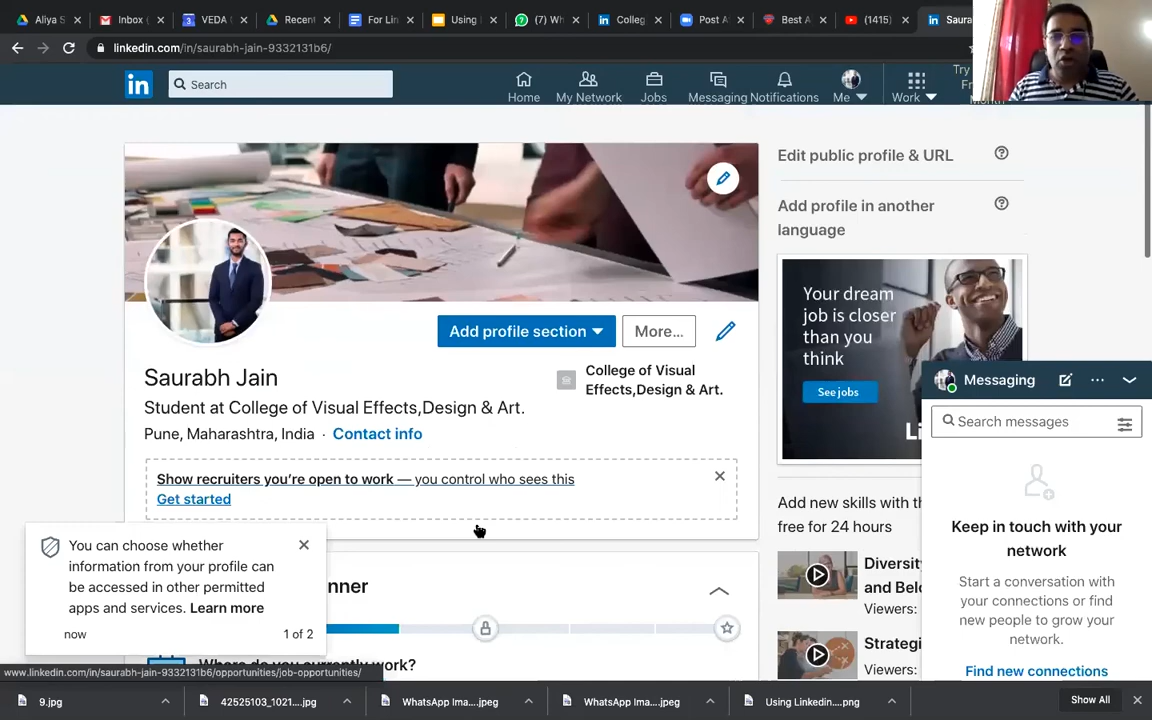 Aliya S
Inbox (
VEDA (
Recent
For Lin
Using
(7) Wh
Colleg
Post A
Best A
(1415)
Saura
linkedin.com/in/saurabh-jain-9332131b6/
in
Search
Home
My Network
Jobs
Messaging
Notifications
Me
Work
Try
Fr
Month
Edit public profile & URL
Add profile in another
language
Your dream
job is closer
than you
think
See jobs
Li
Add profile section
More...
Saurabh Jain
Student at College of Visual Effects,Design & Art.
Pune, Maharashtra, India · Contact info
College of Visual
Effects,Design & Art.
Show recruiters you're open to work — you control who sees this
Get started
Messaging
Search messages
Keep in touch with your
network
Start a conversation with
your connections or find
new people to grow your
network.
Find new connections
Add new skills with th
free for 24 hours
Diversit
and Belo
Viewers:
Strategi
Viewers:
You can choose whether
information from your profile can
be accessed in other permitted
apps and services. Learn more
now
1 of 2
nner
Where do you currently work?
www.linkedin.com/in/saurabh-jain-9332131b6/opportunities/job-opportunities/
9.jpg
42525103_1021....jpg
WhatsApp Ima....jpeg
WhatsApp Ima....jpeg
Using Linkedin....png
Show All